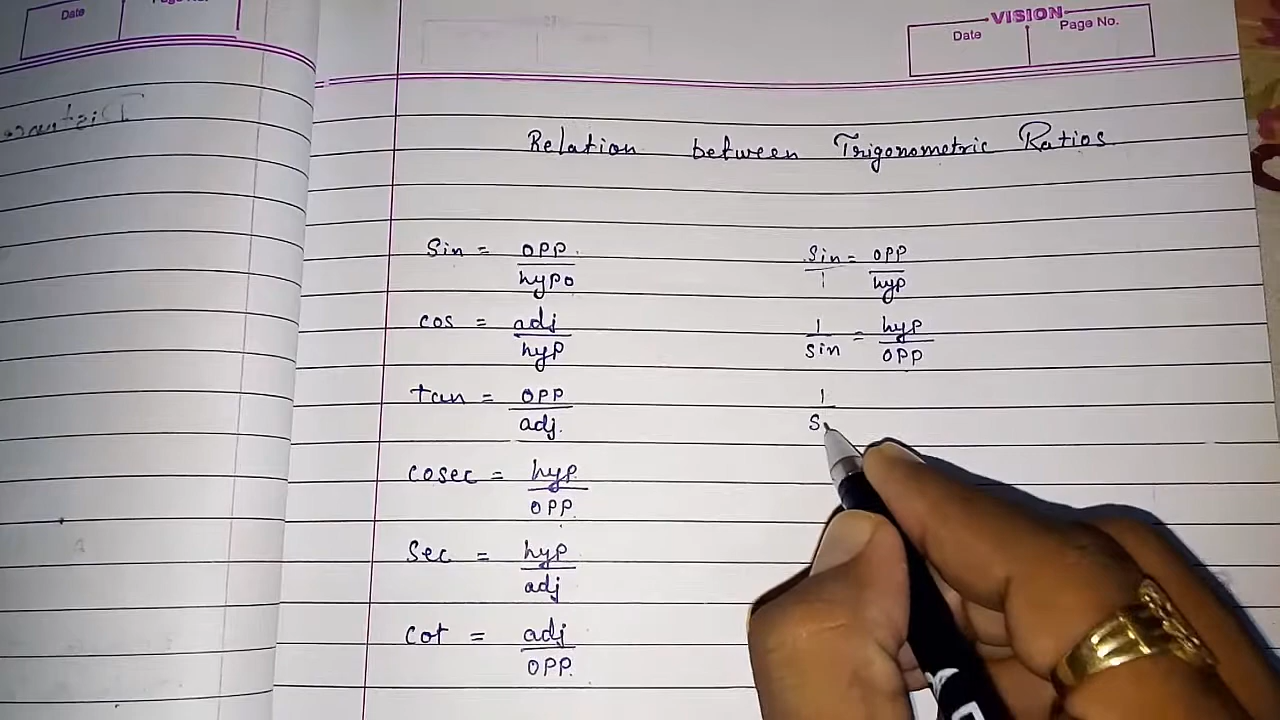 Date
VISION
Date Page No.
Relation between Trigonometric Ratios
Sin = opp / hypo
cos = adj / hyp
tan = opp / adj.
cosec = hyp / opp.
Sec = hyp / adj
cot = adj / opp.
Sin / 1 = opp / hyp
1 / sin = hyp / opp
1 / S